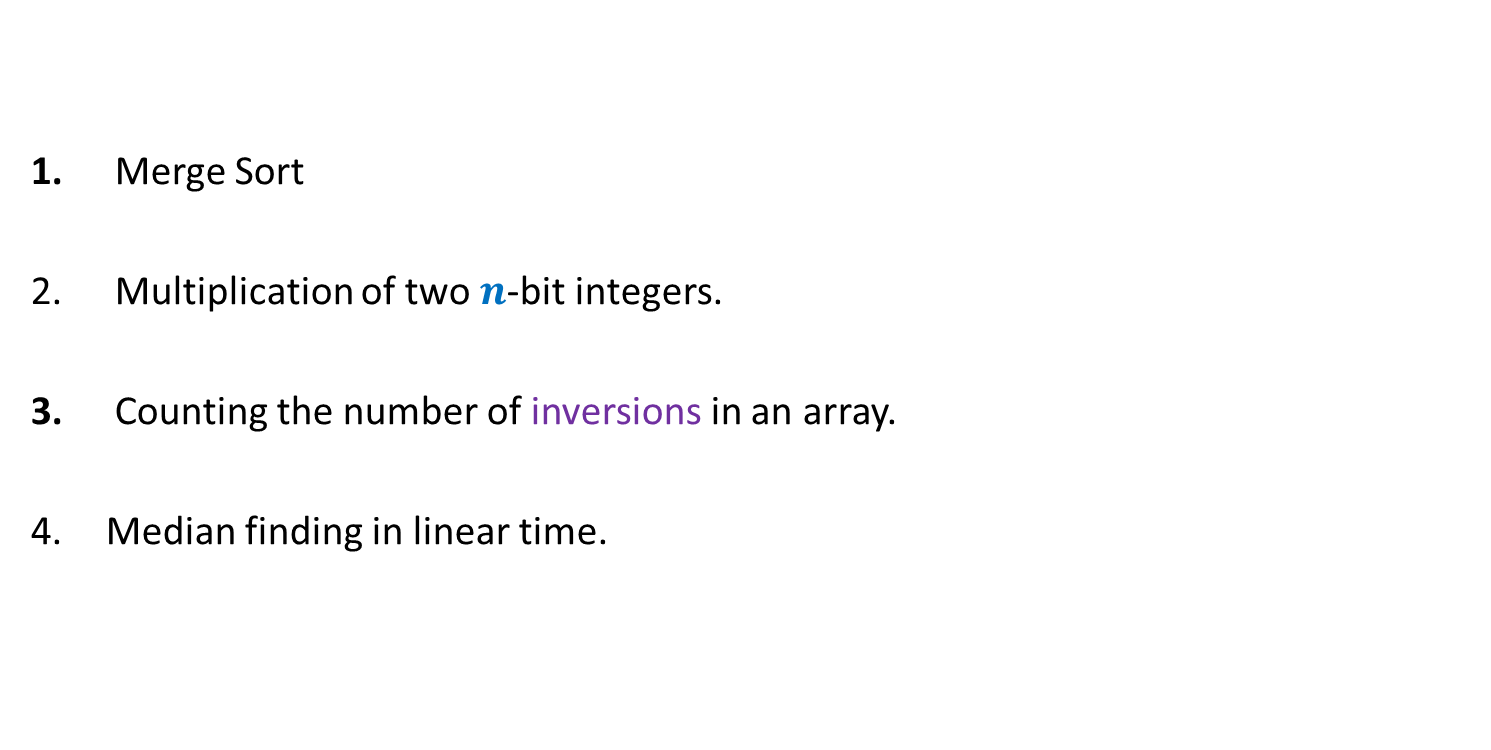 1. Merge Sort
2. Multiplication of two n-bit integers.
3. Counting the number of inversions in an array.
4. Median finding in linear time.